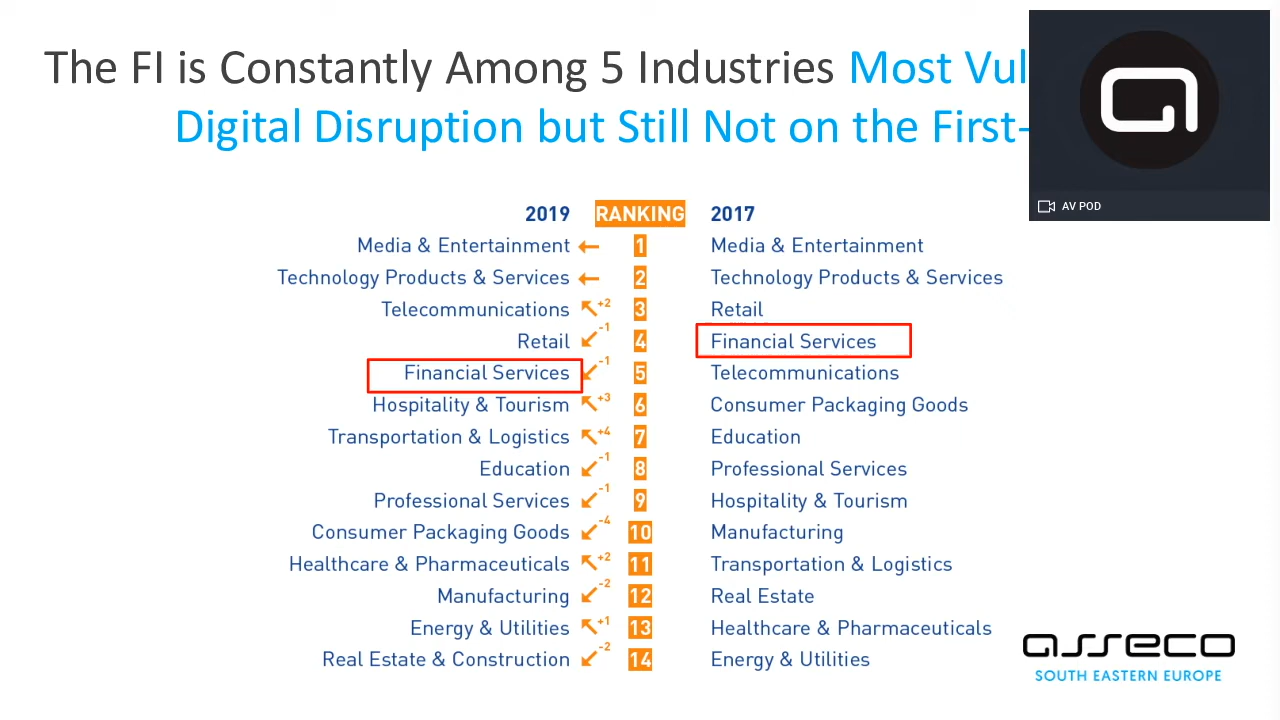 The FI is Constantly Among 5 Industries Most
Digital Disruption but Still Not on the First-
AV POD
2019 RANKING 2017
Media & Entertainment 1 Media & Entertainment
Technology Products & Services 2 Technology Products & Services
Telecommunications +2 3 Retail
Retail -1 4 Financial Services
Financial Services -1 5 Telecommunications
Hospitality & Tourism +3 6 Consumer Packaging Goods
Transportation & Logistics +4 7 Education
Education -1 8 Professional Services
Professional Services -1 9 Hospitality & Tourism
Consumer Packaging Goods -4 10 Manufacturing
Healthcare & Pharmaceuticals +2 11 Transportation & Logistics
Manufacturing -2 12 Real Estate
Energy & Utilities +1 13 Healthcare & Pharmaceuticals
Real Estate & Construction -2 14 Energy & Utilities
asseco
SOUTH EASTERN EUROPE